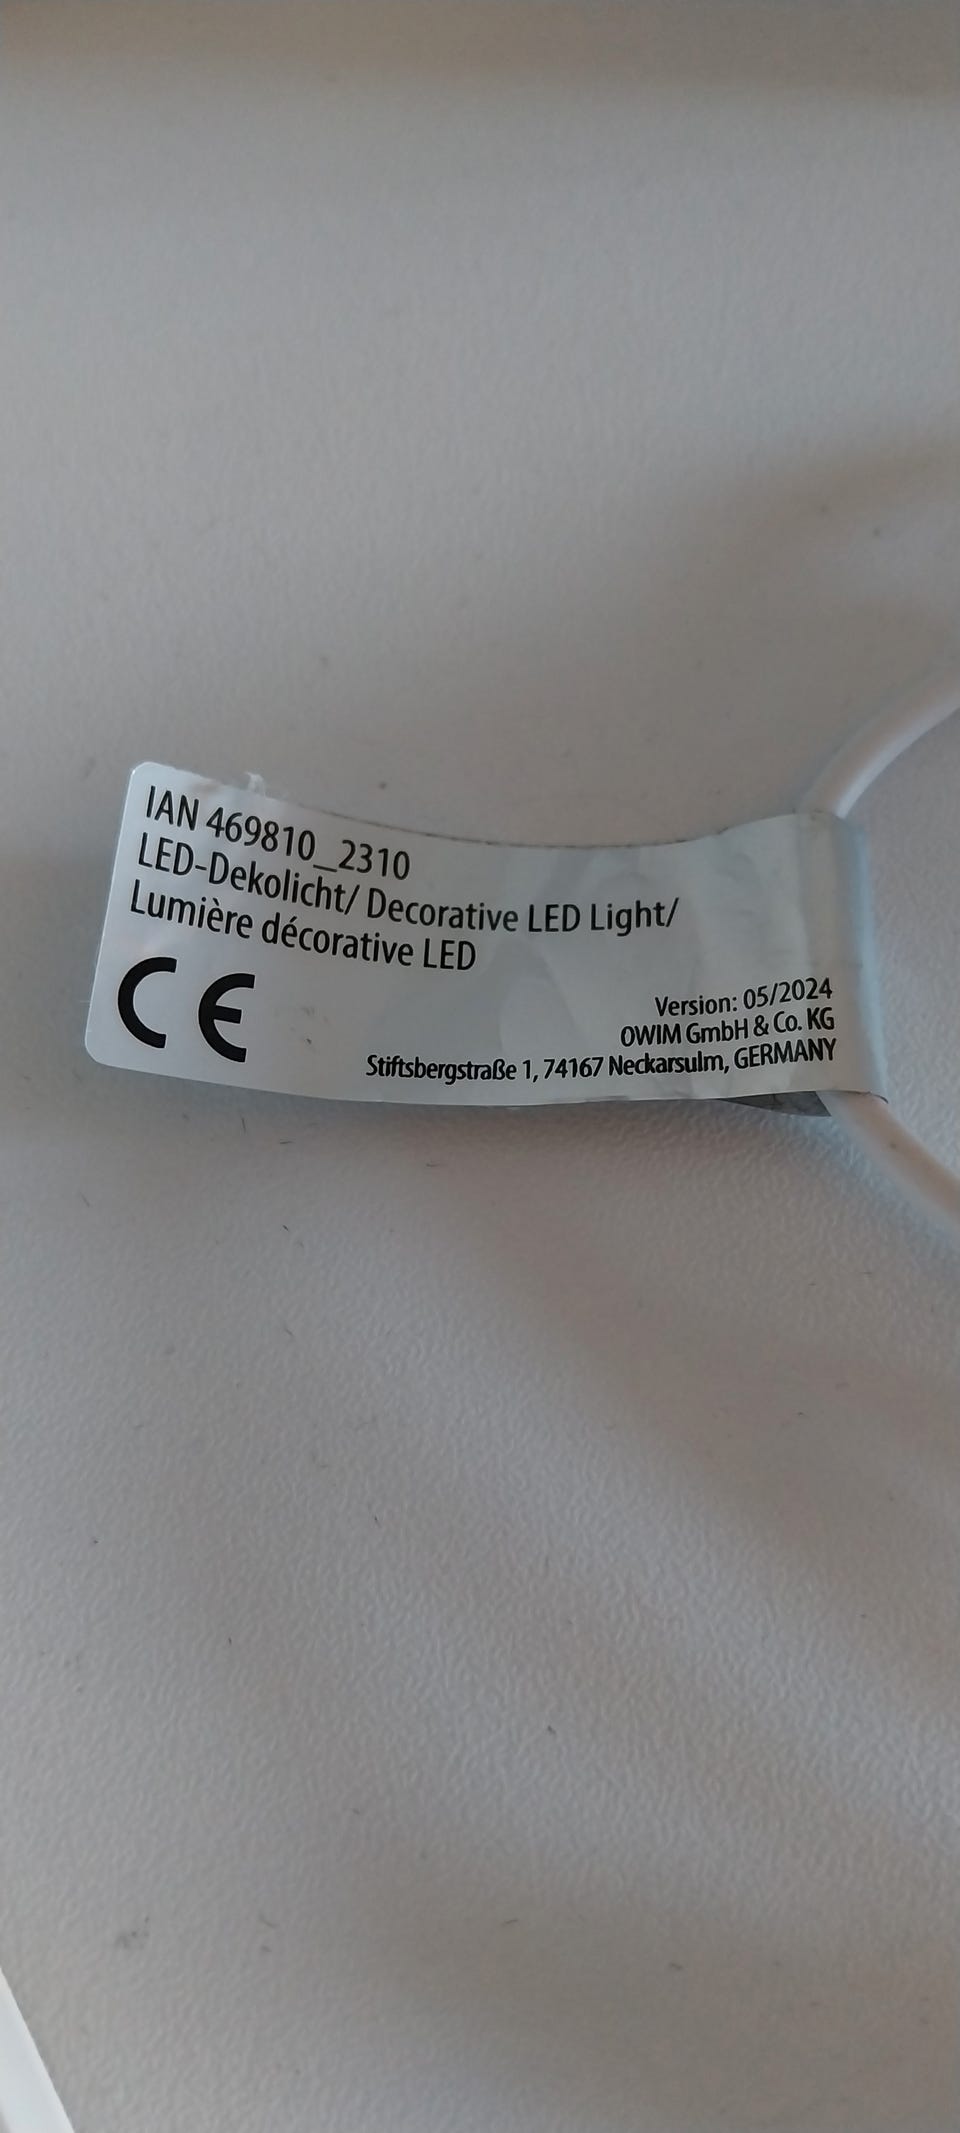 IAN 469810_2310
LED-Dekolicht/ Decorative LED Light/
Lumière décorative LED
CE
Version: 05/2024
OWIM GmbH & Co. KG
Stiftsbergstraße 1, 74167 Neckarsulm, GERMANY